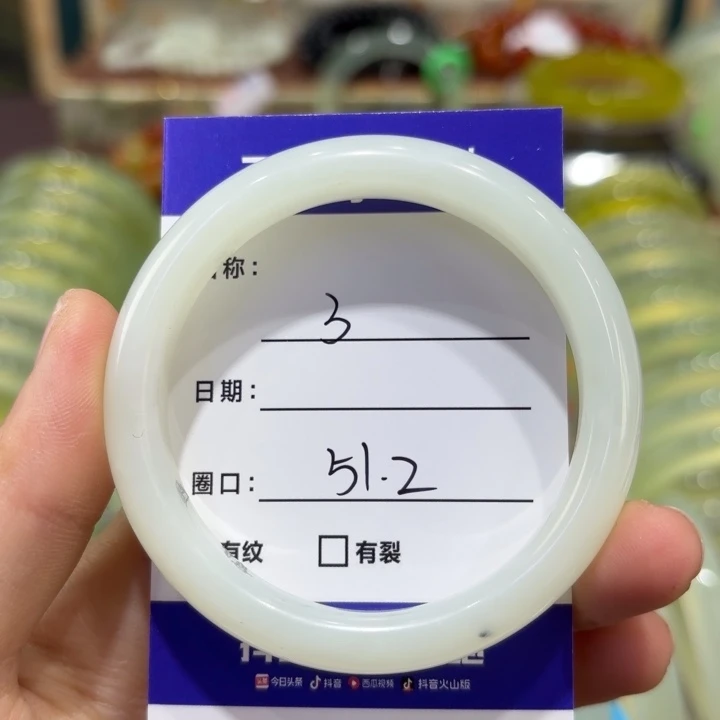 称：
3
日期：
圈口： 51.2
有纹 有裂
今日头条 抖音 西瓜视频 抖音火山版